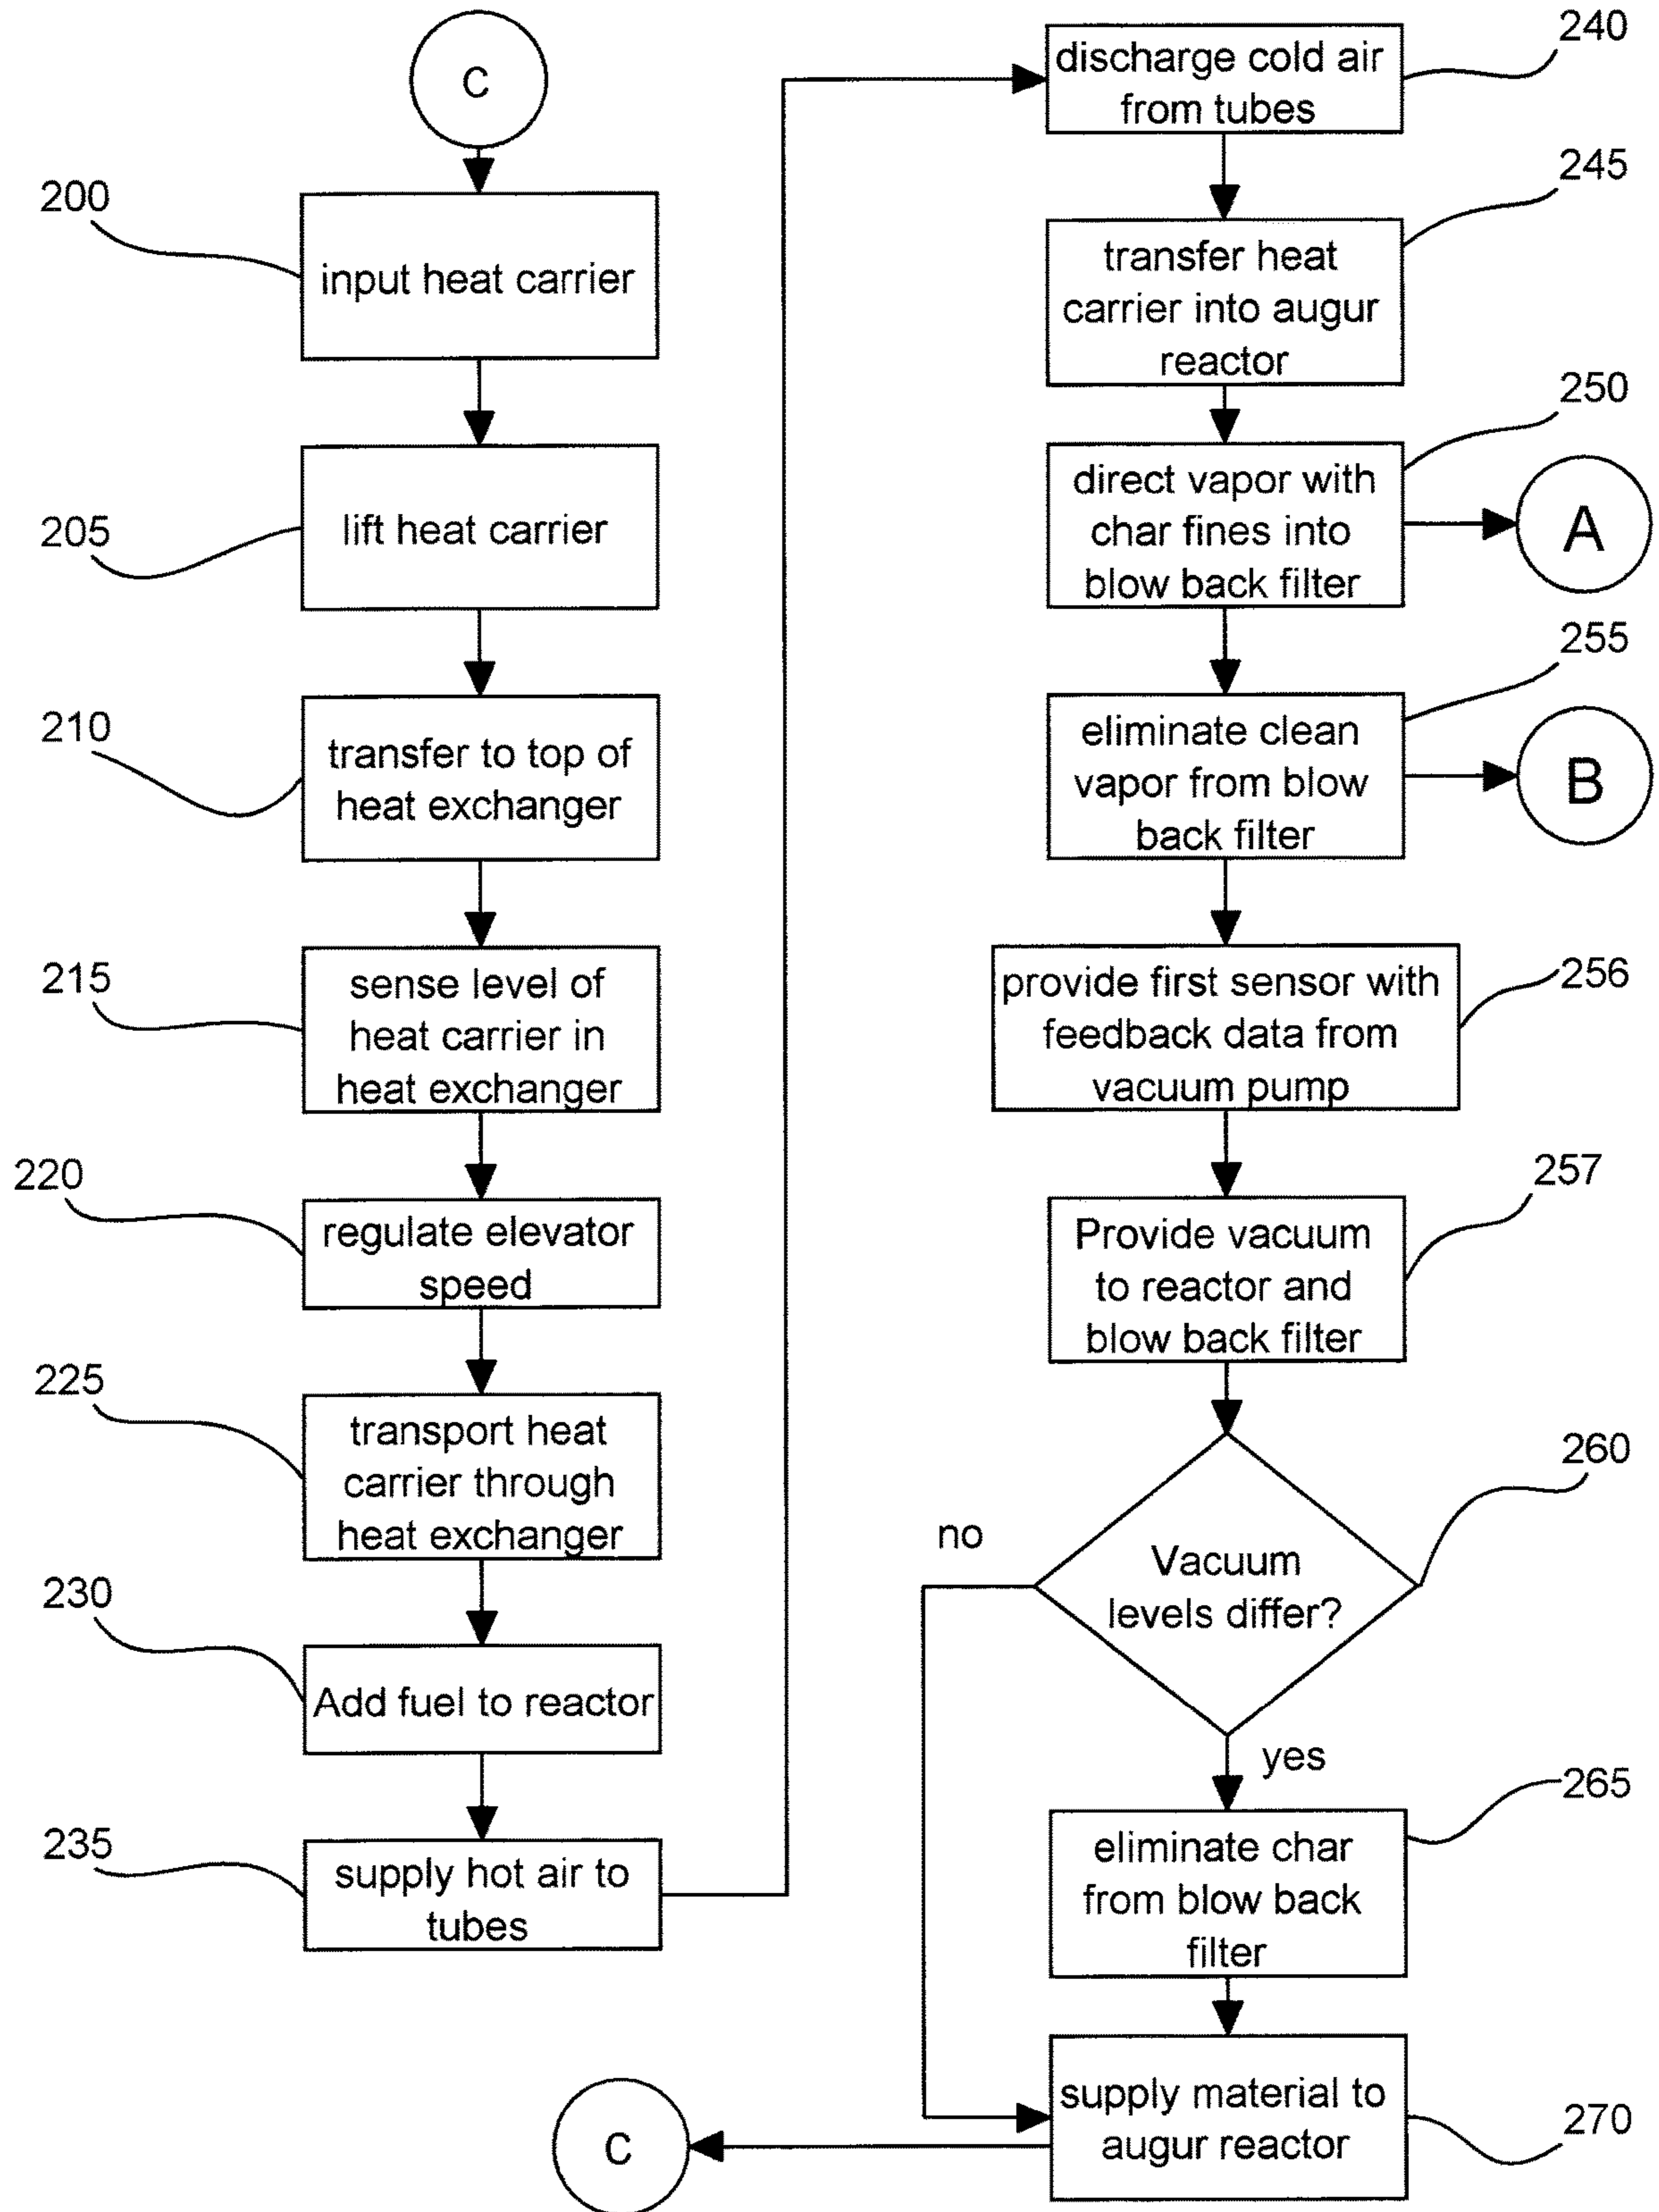 C
200
input heat carrier
205
lift heat carrier
210
transfer to top of
heat exchanger
215
sense level of
heat carrier in
heat exchanger
220
regulate elevator
speed
225
transport heat
carrier through
heat exchanger
230
Add fuel to reactor
235
supply hot air to
tubes
240
discharge cold air
from tubes
245
transfer heat
carrier into augur
reactor
250
direct vapor with
char fines into
blow back filter
A
255
eliminate clean
vapor from blow
back filter
B
256
provide first sensor with
feedback data from
vacuum pump
257
Provide vacuum
to reactor and
blow back filter
260
Vacuum
levels differ?
no
yes
265
eliminate char
from blow back
filter
270
supply material to
augur reactor
C